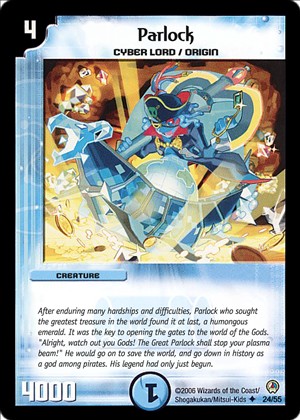 4
Parlock
CYBER LORD / ORIGIN
CREATURE
After enduring many hardships and difficulties, Parlock who sought
the greatest treasure in the world found it at last, a humongous
emerald. It was the key to opening the gates to the world of the Gods.
"Alright, watch out you Gods! The Great Parlock shall stop your plasma
beam!" He would go on to save the world, and go down in history as
a god among pirates. His legend had only just begun.
4000
1
©2006 Wizards of the Coast/
Shogakukan/Mitsui-Kids 24/55